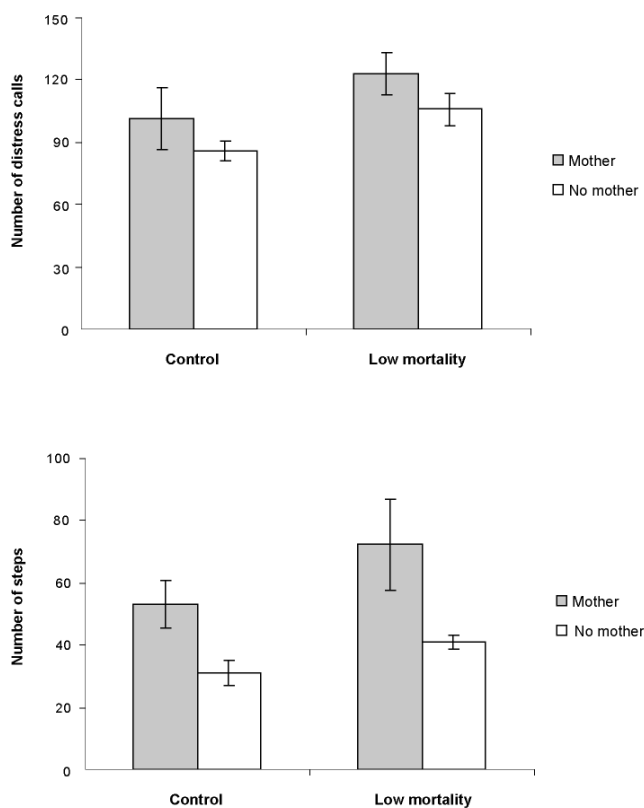 150
120
90
60
30
0
Number of distress calls
Control
Low mortality
Mother
No mother
100
80
60
40
20
0
Number of steps
Control
Low mortality
Mother
No mother